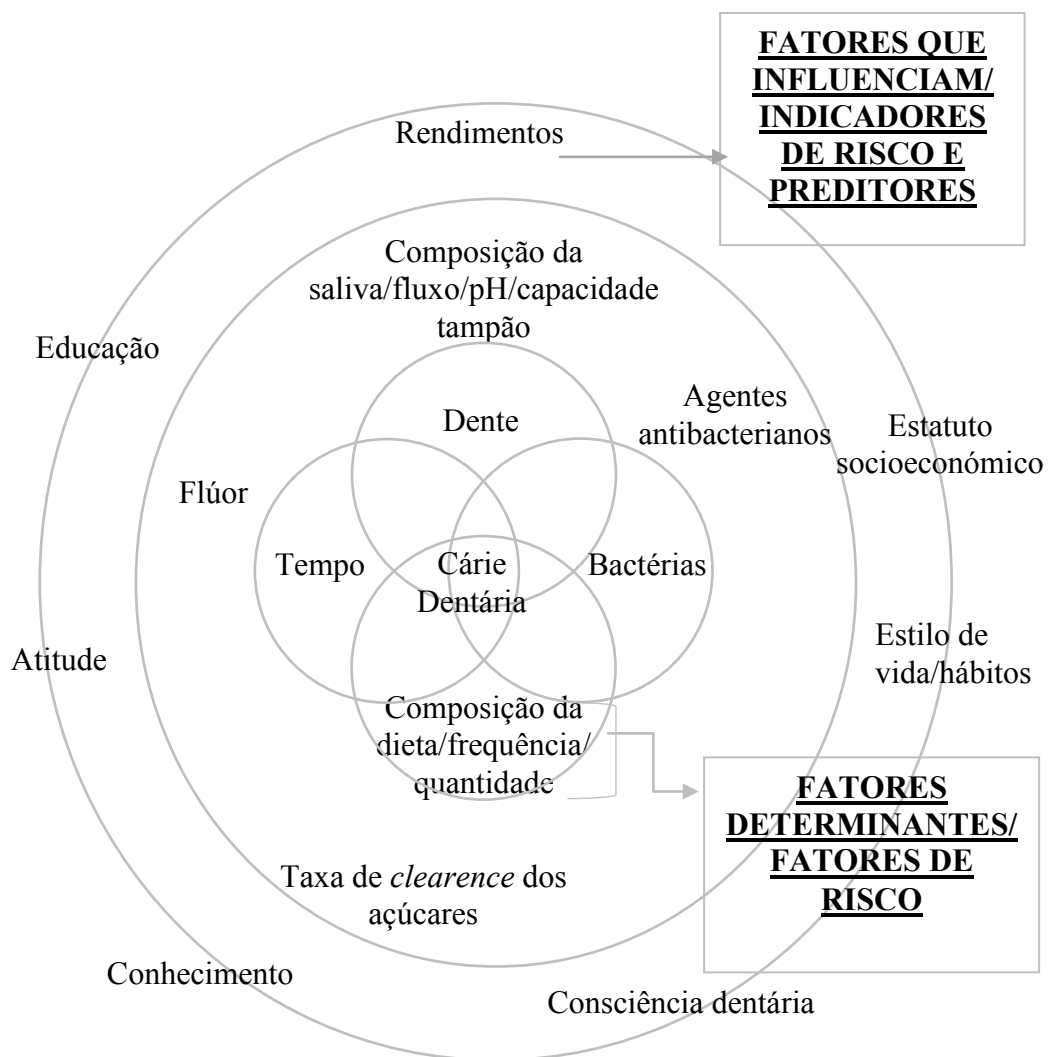 FATORES QUE
INFLUENCIAM/
INDICADORES
DE RISCO E
PREDITORES
Rendimentos
Composição da
saliva/fluxo/pH/capacidade
tampão
Educação
Agentes
antibacterianos
Dente
Estatuto
socioeconómico
Flúor
Tempo
Cárie
Dentária
Bactérias
Atitude
Estilo de
vida/hábitos
Composição da
dieta/frequência/
quantidade
FATORES
DETERMINANTES/
FATORES DE
RISCO
Taxa de clearence dos
açúcares
Conhecimento
Consciência dentária